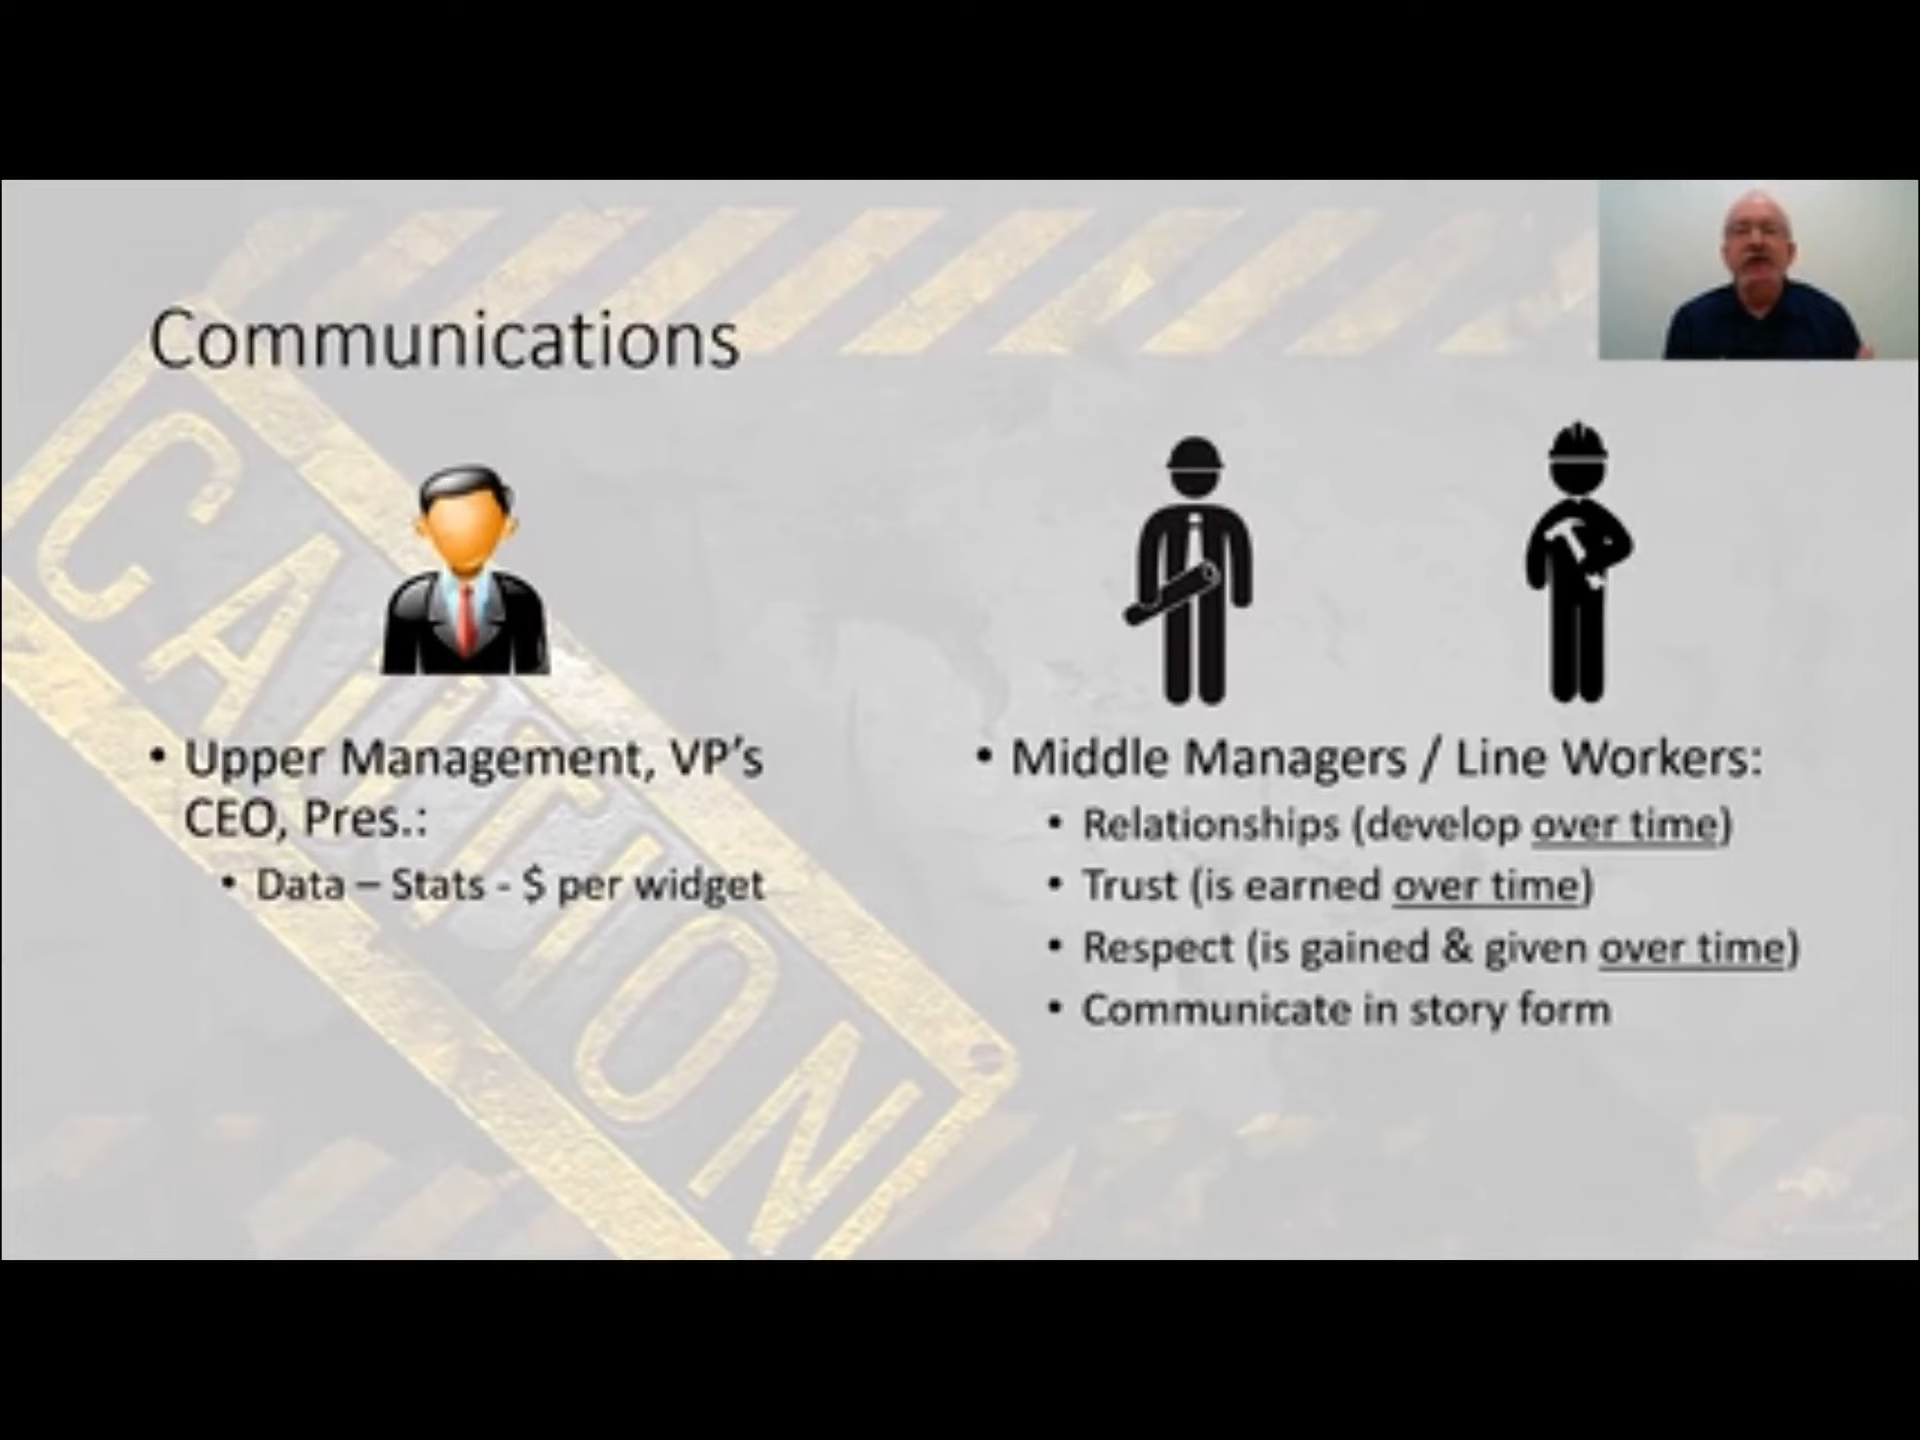 Communications
CAUTION
• Upper Management, VP's
CEO, Pres.:
• Data – Stats - $ per widget
• Middle Managers / Line Workers:
• Relationships (develop over time)
• Trust (is earned over time)
• Respect (is gained & given over time)
• Communicate in story form